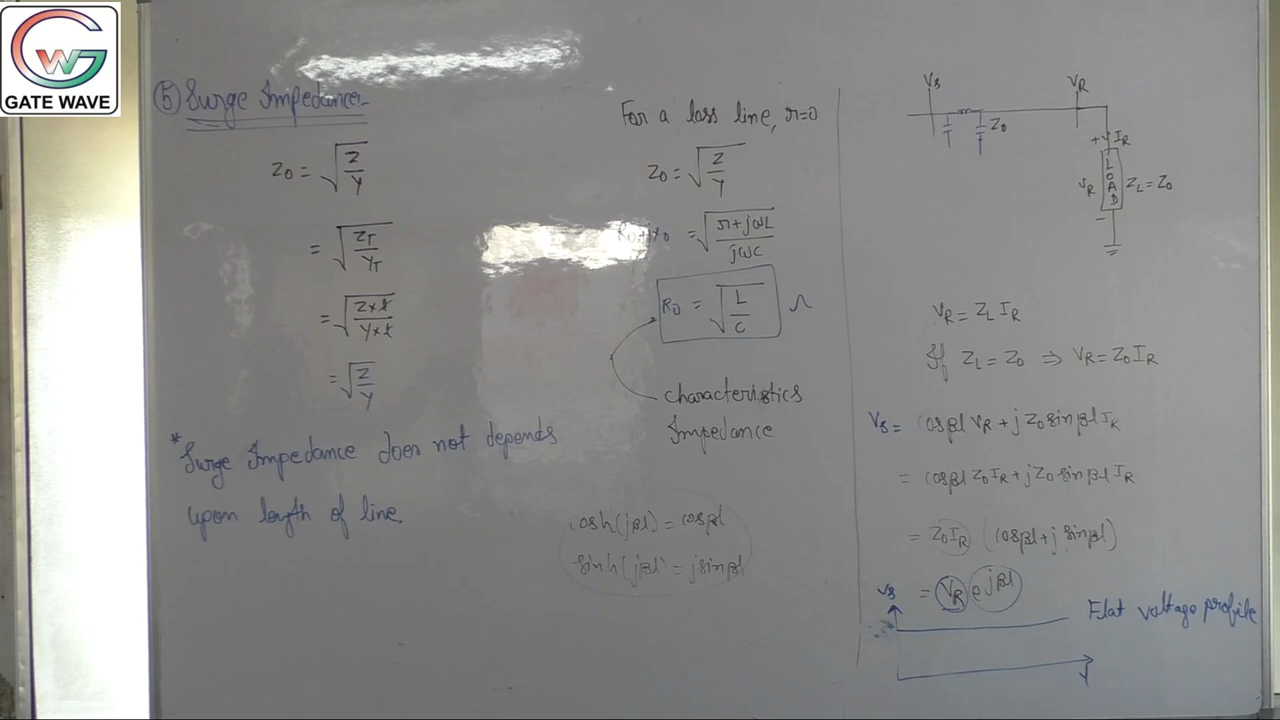 GW
GATE WAVE
⑤ Surge Impedance:-
Z0 = √(Z/Y)
= √(ZT/YT)
= √(Z×l/Y×l)
= √(Z/Y)
* Surge Impedance does not depends
upon length of line.
For a loss line, r=0
Z0 = √(Z/Y)
R0+jX0 = √((r+jωL)/(jωC))
R0 = √(L/C) Ω
characteristics
Impedance
cosh(jβl) = cosβl
sinh(jβl) = jsinβl
VS VR
Z0
+ IR
VR LOAD ZL=Z0
-
VR = ZL IR
If ZL = Z0 ⇒ VR = Z0 IR
VS = cosβl VR + j Z0 sinβl IR
= cosβl Z0 IR + j Z0 sinβl IR
= Z0 IR (cosβl + j sinβl)
VS = VR e^jβl
Flat voltage profile